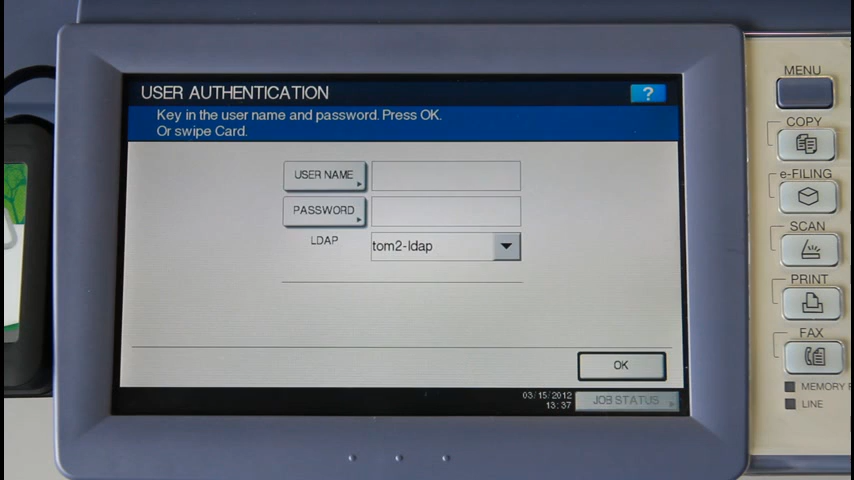 USER AUTHENTICATION
?
Key in the user name and password. Press OK.
Or swipe Card.
USER NAME
PASSWORD
LDAP
tom2-ldap
OK
03/15/2012
13:37
JOB STATUS
MENU
COPY
e-FILING
SCAN
PRINT
FAX
MEMORY
LINE